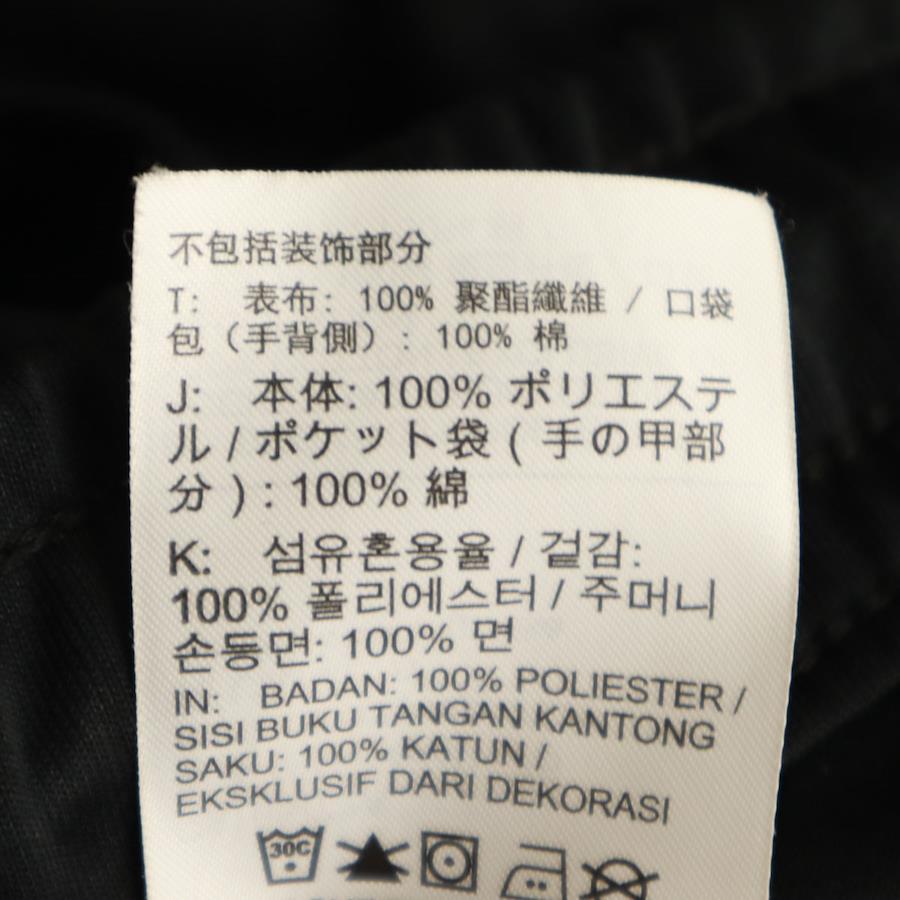 不包括装饰部分
T: 表布: 100% 聚酯纖維 / 口袋
包 (手背側) : 100% 棉
J: 本体: 100% ポリエステ
ル / ポケット袋 ( 手の甲部
分 ) : 100% 綿
K: 섬유혼용율 / 겉감:
100% 폴리에스터 / 주머니
손등면: 100% 면
IN: BADAN: 100% POLIESTER /
SISI BUKU TANGAN KANTONG
SAKU: 100% KATUN /
EKSKLUSIF DARI DEKORASI
30C